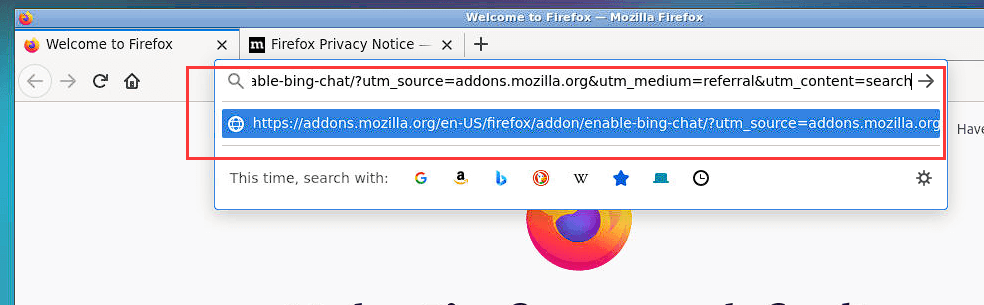 Welcome to Firefox — Mozilla Firefox
Welcome to Firefox
Firefox Privacy Notice —
able-bing-chat/?utm_source=addons.mozilla.org&utm_medium=referral&utm_content=search
https://addons.mozilla.org/en-US/firefox/addon/enable-bing-chat/?utm_source=addons.mozilla.org
Have
This time, search with: